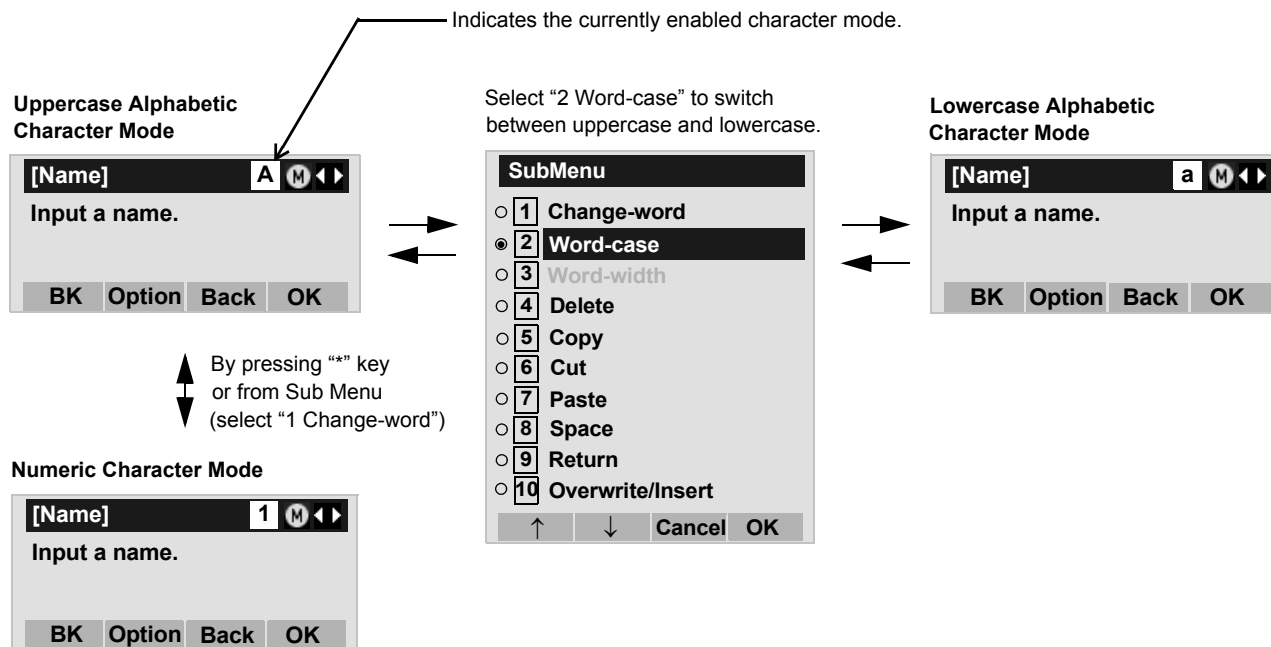 Indicates the currently enabled character mode.
Uppercase Alphabetic
Character Mode
[Name] A M
Input a name.
BK Option Back OK
Select “2 Word-case” to switch
between uppercase and lowercase.
SubMenu
1 Change-word
2 Word-case
3 Word-width
4 Delete
5 Copy
6 Cut
7 Paste
8 Space
9 Return
10 Overwrite/Insert
↑ ↓ Cancel OK
Lowercase Alphabetic
Character Mode
[Name] a M
Input a name.
BK Option Back OK
By pressing “*” key
or from Sub Menu
(select “1 Change-word”)
Numeric Character Mode
[Name] 1 M
Input a name.
BK Option Back OK